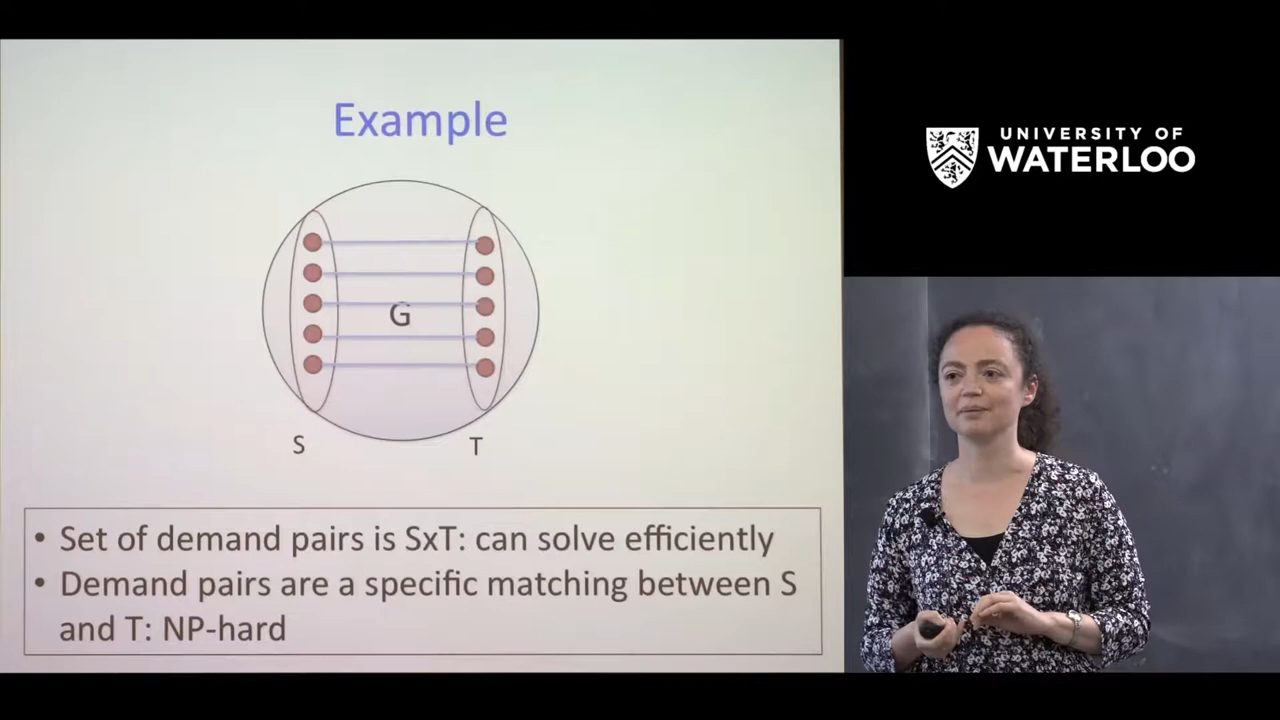 Example
G
S
T
• Set of demand pairs is SxT: can solve efficiently
• Demand pairs are a specific matching between S
and T: NP-hard
UNIVERSITY OF
WATERLOO